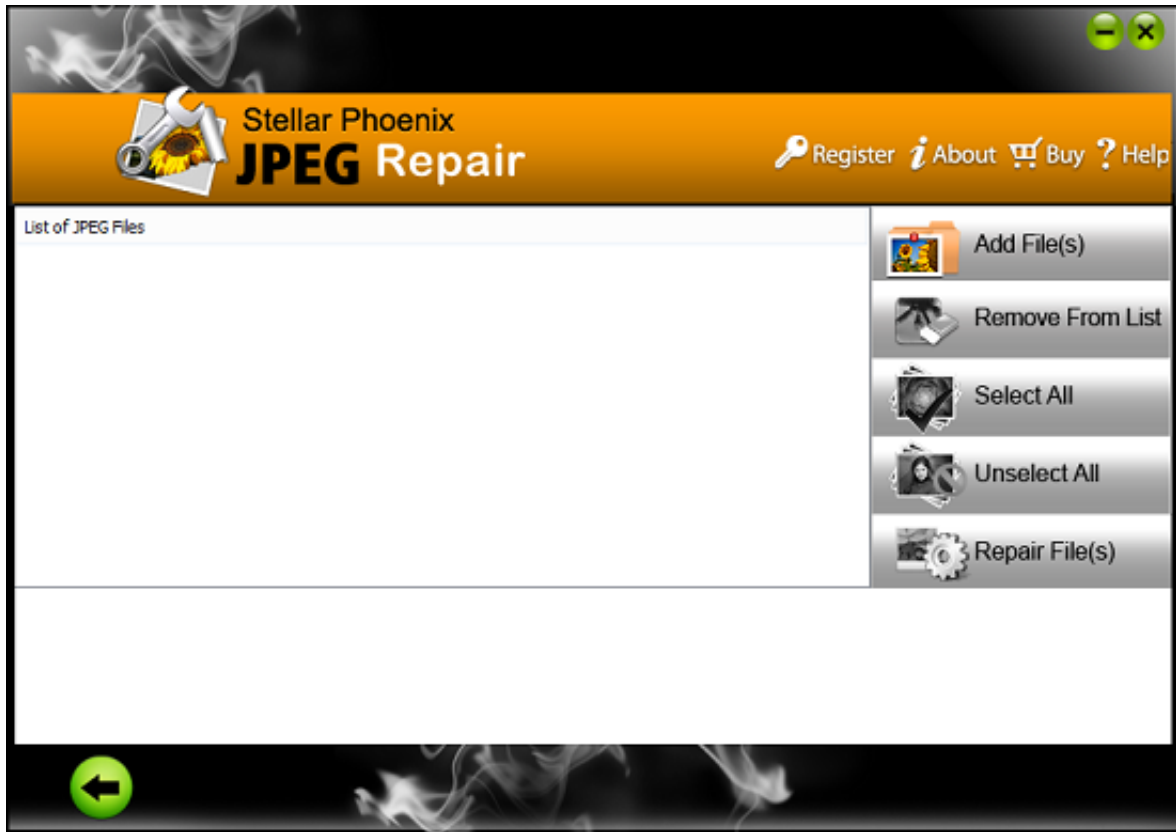 Stellar Phoenix
JPEG Repair
Register About Buy ? Help
List of JPEG Files
Add File(s)
Remove From List
Select All
Unselect All
Repair File(s)